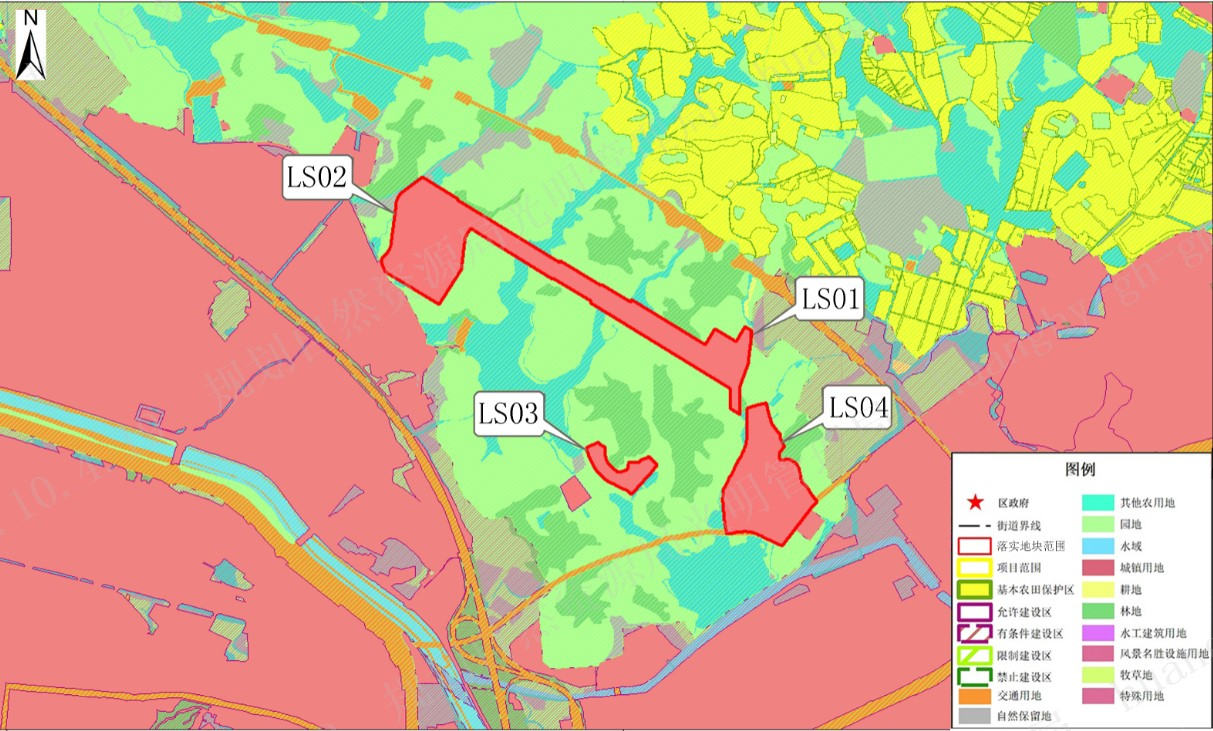 N
LS02
LS01
LS03
LS04
图例
区政府
街道界线
落实地块范围
项目范围
基本农田保护区
允许建设区
有条件建设区
限制建设区
禁止建设区
交通用地
自然保留地
其他农用地
园地
水域
城镇用地
耕地
林地
水工建筑用地
风景名胜设施用地
牧草地
特殊用地